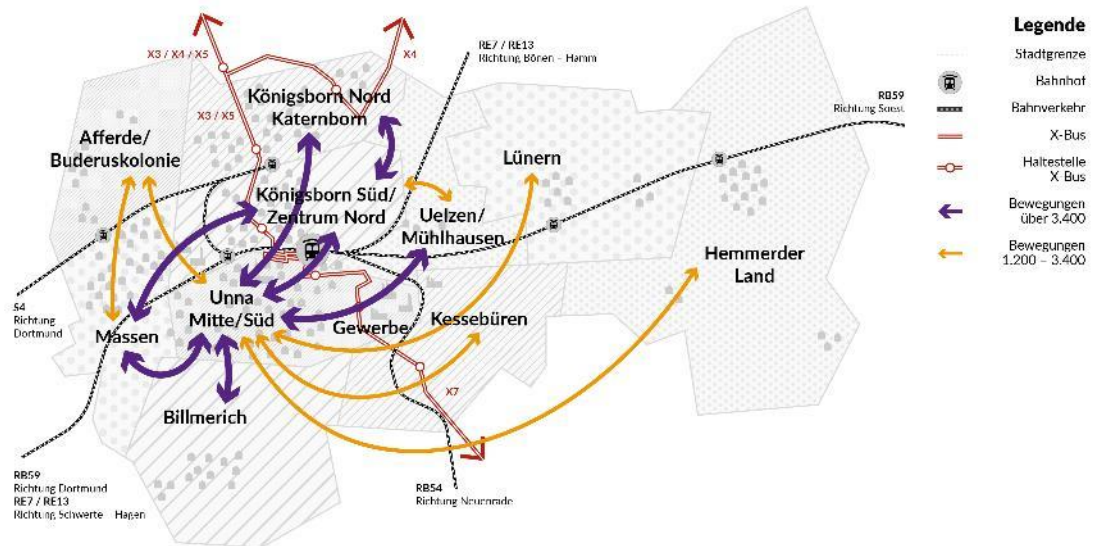 X3 / X4 / X5
X4
RE7 / RE13
Richtung Bönen – Hamm
RB59
Richtung Soest
X3 / X5
Königsborn Nord
Katernborn
Afferde/
Buderuskolonie
Lünern
Königsborn Süd/
Zentrum Nord
Uelzen/
Mühlhausen
Hemmerder
Land
S4
Richtung
Dortmund
Unna
Mitte/Süd
Massen
Gewerbe
Kessebüren
X7
Billmerich
RB59
Richtung Dortmund
RE7 / RE13
Richtung Schwerte – Hagen
RB54
Richtung Neuenrade
Legende
Stadtgrenze
Bahnhof
Bahnverkehr
X-Bus
Haltestelle
X-Bus
Bewegungen
über 3.400
Bewegungen
1.200 – 3.400